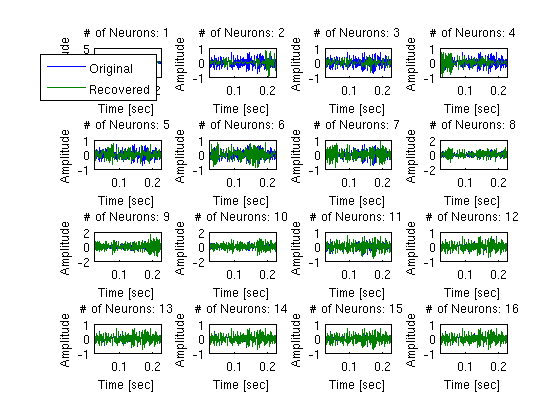 # of Neurons: 1
# of Neurons: 2
# of Neurons: 3
# of Neurons: 4
5
Original
Recovered
0.2
Time [sec]
Amplitude
1
0
-1
0.1
0.2
Time [sec]
Amplitude
1
0
-1
0.1
0.2
Time [sec]
Amplitude
1
0
-1
0.1
0.2
Time [sec]
# of Neurons: 5
# of Neurons: 6
# of Neurons: 7
# of Neurons: 8
Amplitude
1
0
-1
0.1
0.2
Time [sec]
Amplitude
1
0
-1
0.1
0.2
Time [sec]
Amplitude
1
0
-1
0.1
0.2
Time [sec]
Amplitude
2
0
-2
0.1
0.2
Time [sec]
# of Neurons: 9
# of Neurons: 10
# of Neurons: 11
# of Neurons: 12
Amplitude
2
0
-2
0.1
0.2
Time [sec]
Amplitude
2
0
-2
0.1
0.2
Time [sec]
Amplitude
1
0
-1
0.1
0.2
Time [sec]
Amplitude
1
0
-1
0.1
0.2
Time [sec]
# of Neurons: 13
# of Neurons: 14
# of Neurons: 15
# of Neurons: 16
Amplitude
1
0
-1
0.1
0.2
Time [sec]
Amplitude
1
0
-1
0.1
0.2
Time [sec]
Amplitude
1
0
-1
0.1
0.2
Time [sec]
Amplitude
1
0
-1
0.1
0.2
Time [sec]